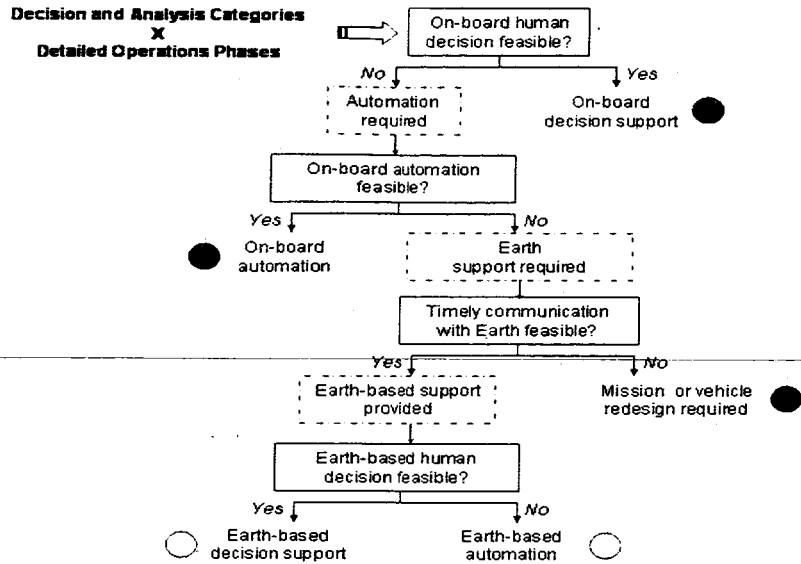 Decision and Analysis Categories
X
Detailed Operations Phases
On-board human
decision feasible?
No
Yes
Automation
required
On-board
decision support
On-board automation
feasible?
Yes
No
On-board
automation
Earth
support required
Timely communication
with Earth feasible?
Yes
No
Earth-based support
provided
Mission or vehicle
redesign required
Earth-based human
decision feasible?
Yes
No
Earth-based
decision support
Earth-based
automation